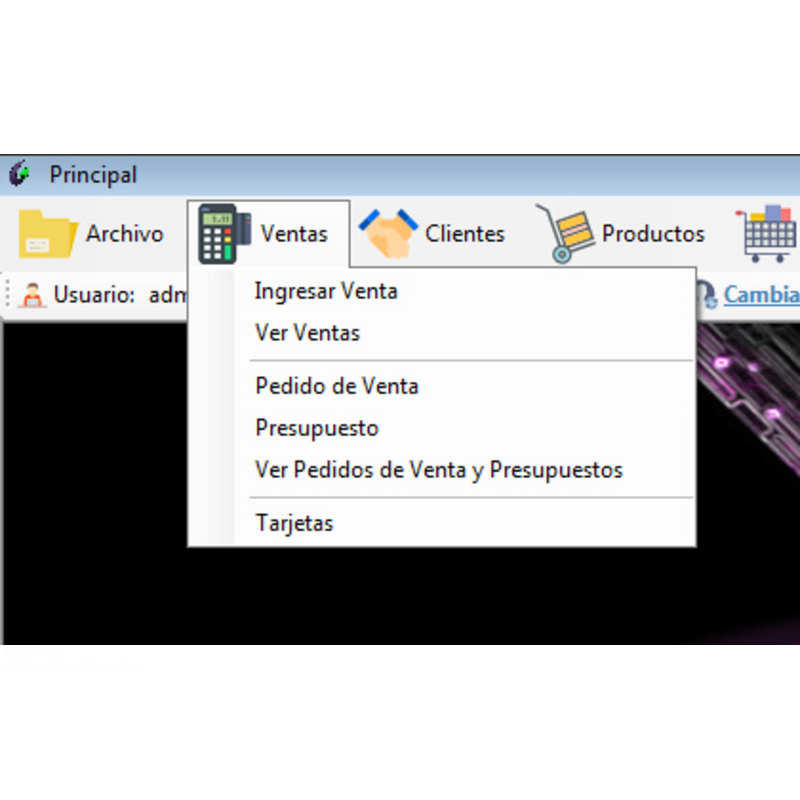 Principal
Archivo Ventas Clientes Productos
Usuario: adm
Cambia
Ingresar Venta
Ver Ventas
Pedido de Venta
Presupuesto
Ver Pedidos de Venta y Presupuestos
Tarjetas